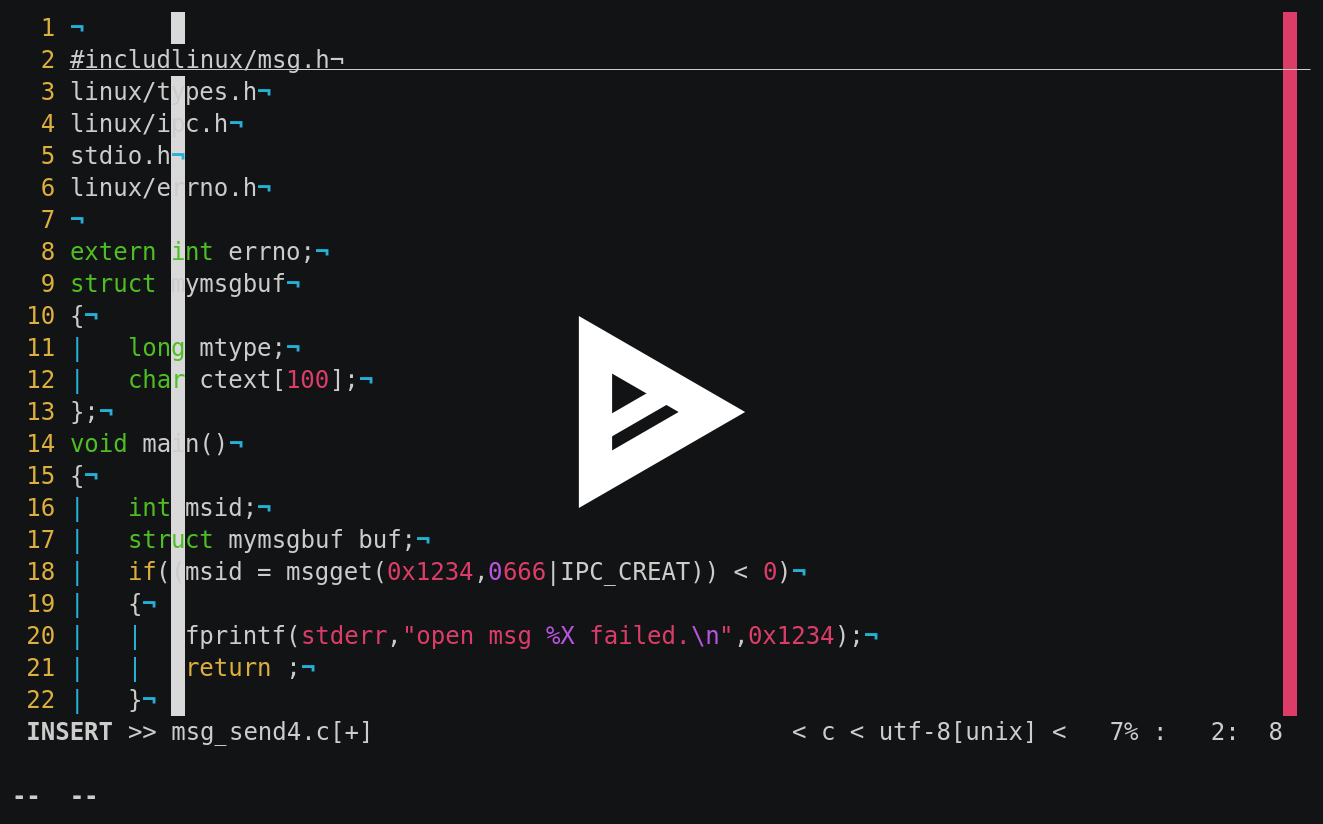 1 ¬
2 #includlinux/msg.h¬
3 linux/types.h¬
4 linux/ipc.h¬
5 stdio.h¬
6 linux/errno.h¬
7 ¬
8 extern int errno;¬
9 struct mymsgbuf¬
10 {¬
11 |   long mtype;¬
12 |   char ctext[100];¬
13 };¬
14 void main()¬
15 {¬
16 |   int msid;¬
17 |   struct mymsgbuf buf;¬
18 |   if((msid = msgget(0x1234,0666|IPC_CREAT)) < 0)¬
19 |   {¬
20 |   |   fprintf(stderr,"open msg %X failed.\n",0x1234);¬
21 |   |   return ;¬
22 |   }¬
INSERT >> msg_send4.c[+] < c < utf-8[unix] < 7% : 2: 8
--  --